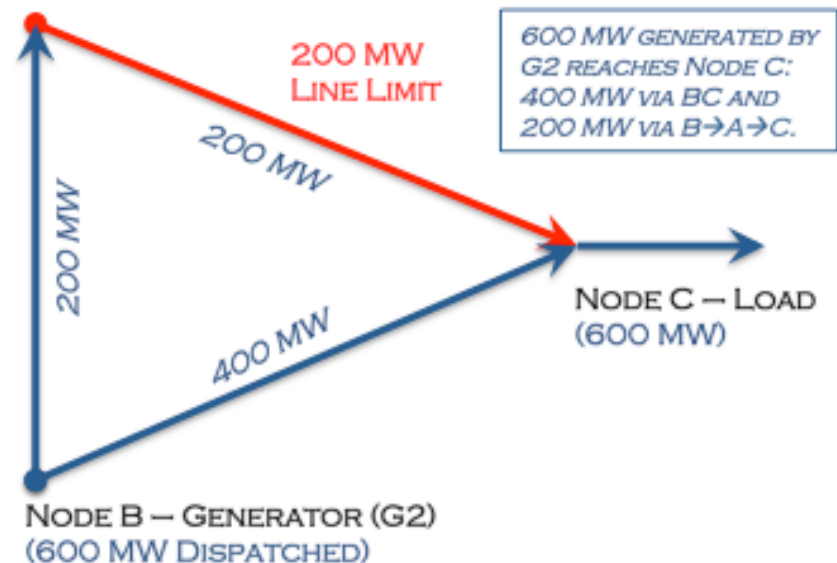 200 MW
LINE LIMIT
600 MW GENERATED BY
G2 REACHES NODE C:
400 MW VIA BC AND
200 MW VIA B→A→C.
200 MW
200 MW
400 MW
NODE C – LOAD
(600 MW)
NODE B – GENERATOR (G2)
(600 MW DISPATCHED)